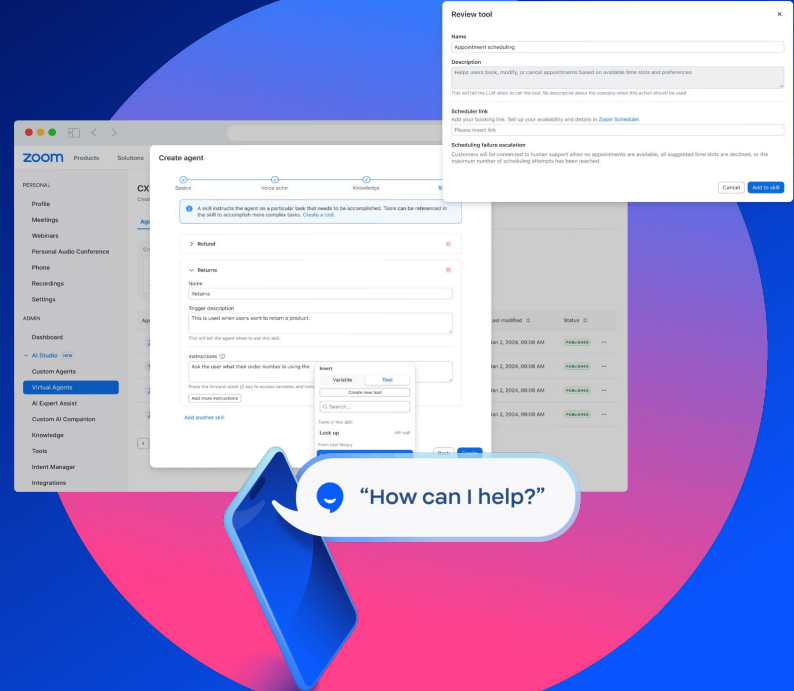 Review tool
×
Name
Appointment scheduling
Description
Helps users book, modify, or cancel appointments based on available time slots and preferences.
This will tell the LLM when to call the tool. Be descriptive about the scenario when this action should be used.
Scheduler link
Add your booking link. Set up your availability and details in Zoom Scheduler.
Please insert link
Scheduling failure escalation
Customers will be connected to human support when no appointments are available, all suggested time slots are declined, or the
maximum number of scheduling attempts has been reached.
Cancel
Add to skill
zoom
Products
Solutions
PERSONAL
Profile
Meetings
Webinars
Personal Audio Conference
Phone
Recordings
Settings
ADMIN
Dashboard
AI Studio NEW
Custom Agents
Virtual Agents
AI Expert Assist
Custom AI Companion
Knowledge
Tools
Intent Manager
Integrations
CX
Create agent
Basics
Voice actor
Knowledge
A skill instructs the agent on a particular task that needs to be accomplished. Tools can be referenced in
the skill to accomplish more complex tasks. Create a tool.
Refund
Returns
Name
Returns
Trigger description
This is used when users want to return a product.
This will tell the agent when to use this skill.
Instructions
Ask the user what their order number is using the
Press the forward-slash (/) key to access variables and
Add more instructions
Add another skill
Insert
Variable
Tool
Create new tool
Search...
Tools in this skill
Look up
API call
From tool library
Back
Create
Last modified
Status
Jan 2, 2024, 09:08 AM
PUBLISHED
Jan 2, 2024, 09:08 AM
PUBLISHED
Jan 2, 2024, 09:08 AM
PUBLISHED
Jan 2, 2024, 09:08 AM
PUBLISHED
“How can I help?”